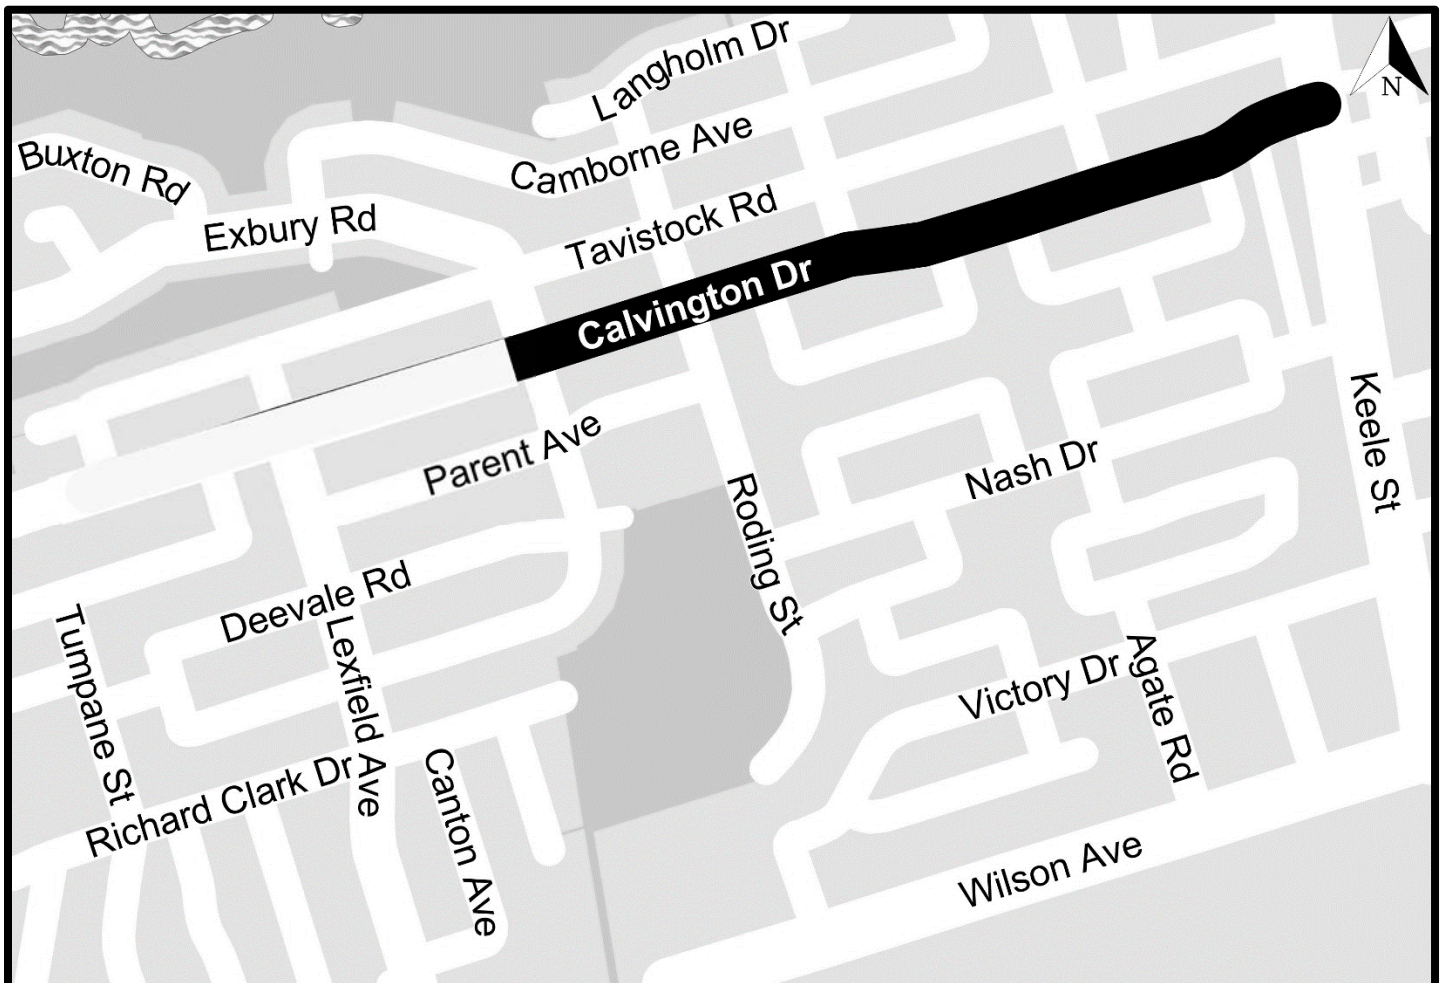 Langholm Dr
N
Camborne Ave
Buxton Rd
Exbury Rd
Tavistock Rd
Calvington Dr
Keele St
Parent Ave
Nash Dr
Roding St
Deevale Rd
Tumpane St
Lexfield Ave
Victory Dr
Agate Rd
Richard Clark Dr
Canton Ave
Wilson Ave